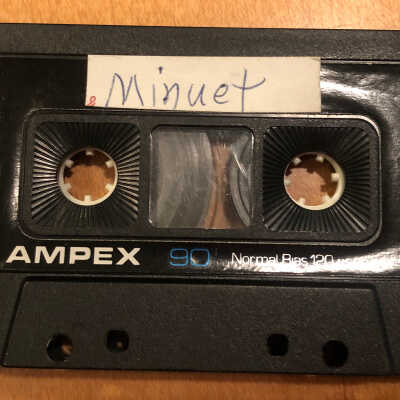 Minuet
AMPEX 90 Normal Bias 120